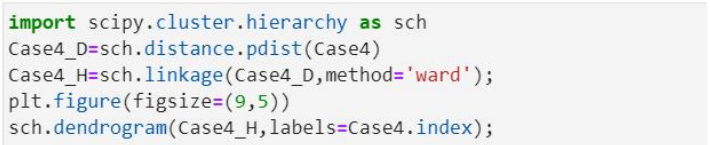 import scipy.cluster.hierarchy as sch
Case4_D=sch.distance.pdist(Case4)
Case4_H=sch.linkage(Case4_D,method='ward');
plt.figure(figsize=(9,5))
sch.dendrogram(Case4_H,labels=Case4.index);